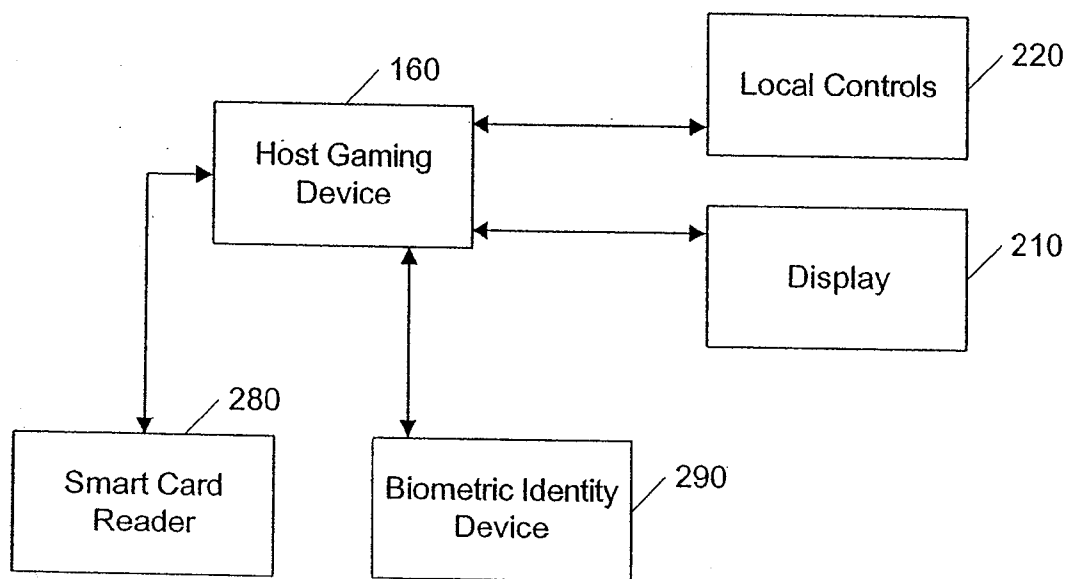 160
Host Gaming
Device
Local Controls
220
Display
210
280
Smart Card
Reader
Biometric Identity
Device
290